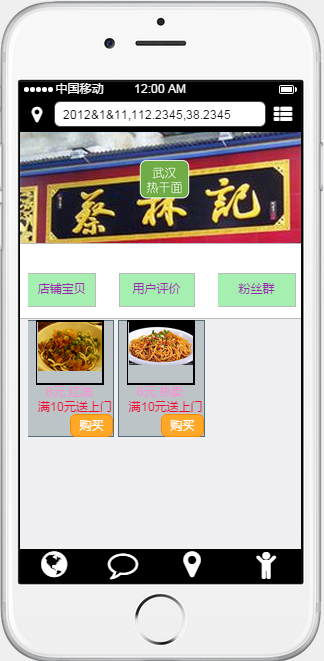 中国移动 12:00 AM
2012&1&11,112.2345,38.2345
蔡林記
武汉
热干面
店铺宝贝 用户评价 粉丝群
满10元送上门 满10元送上门
购买 购买